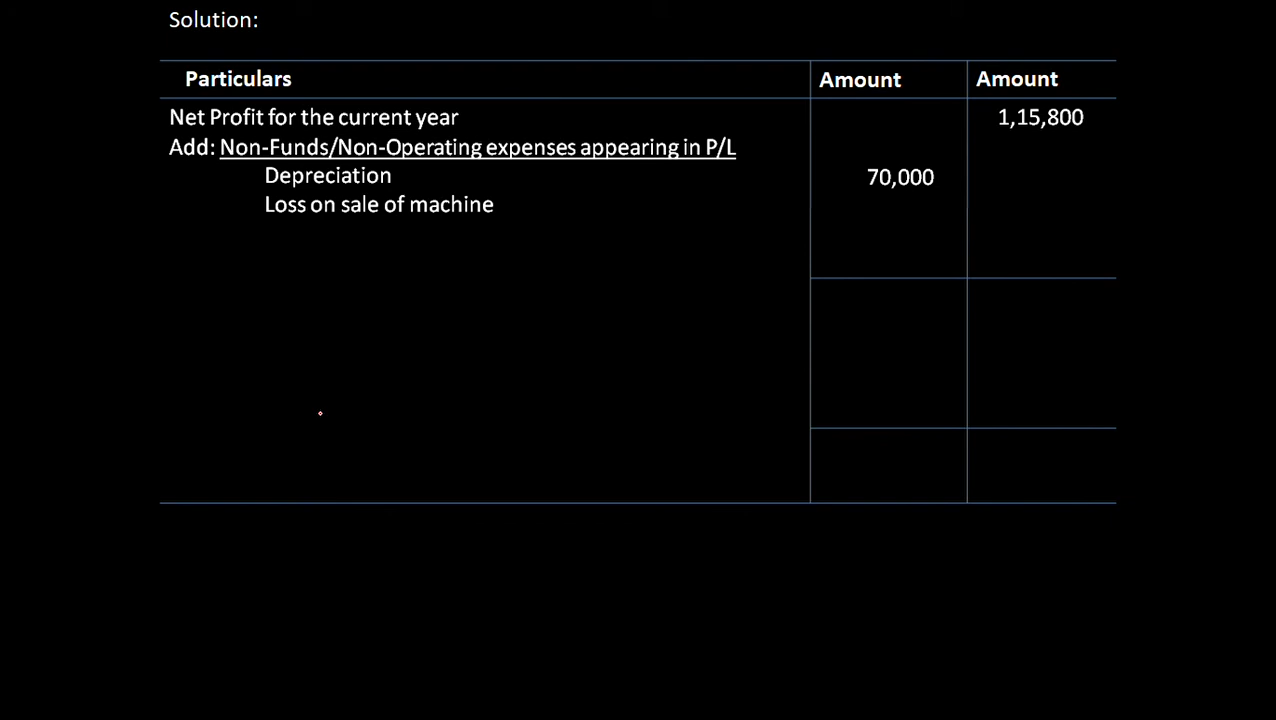 Solution:
Particulars Amount Amount
Net Profit for the current year 1,15,800
Add: Non-Funds/Non-Operating expenses appearing in P/L
Depreciation 70,000
Loss on sale of machine